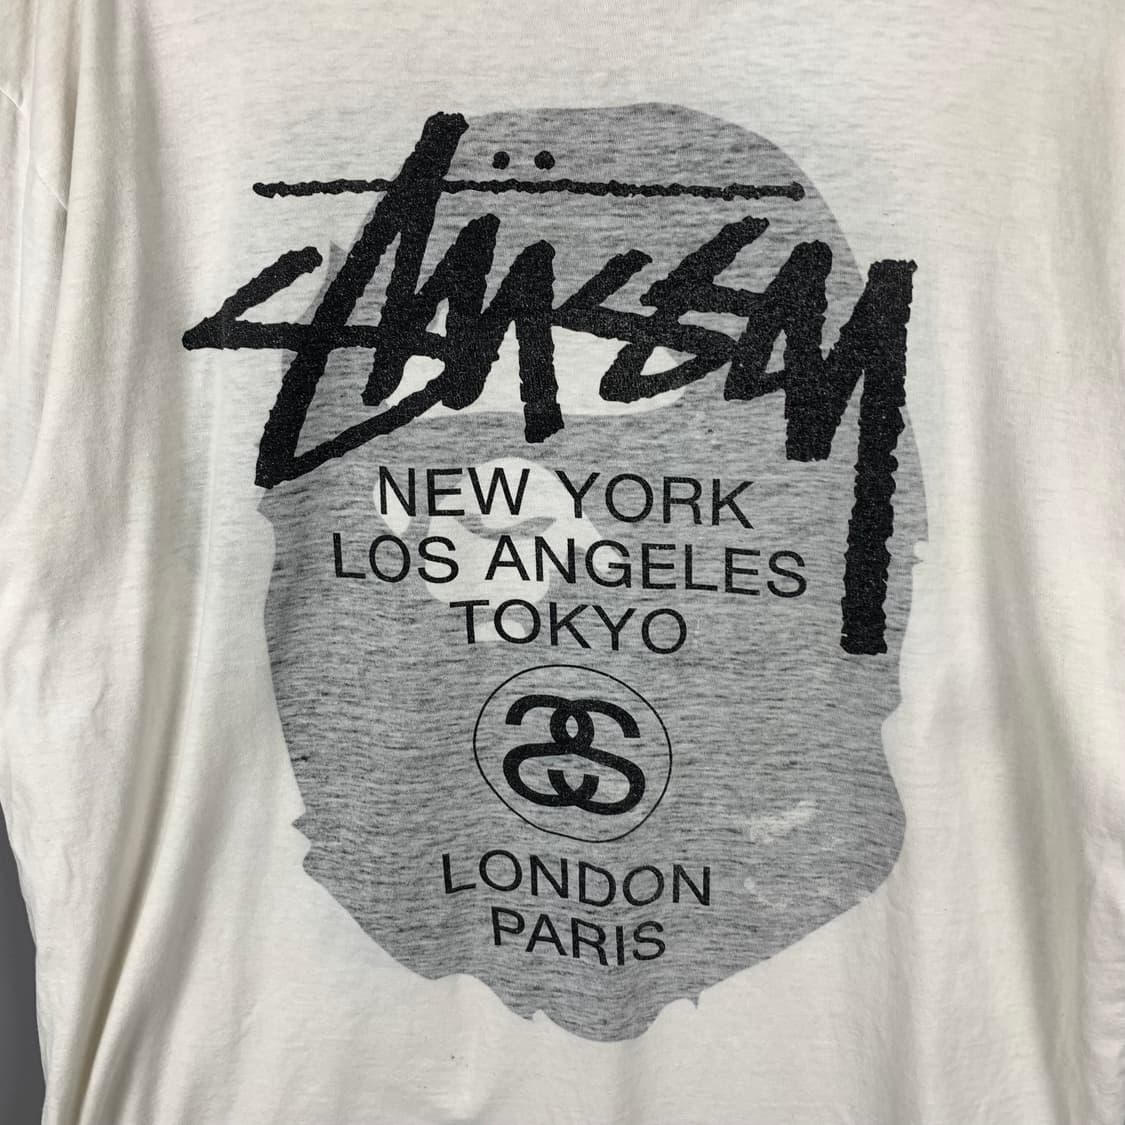 Stüssy
NEW YORK
LOS ANGELES
TOKYO
SS
LONDON
PARIS